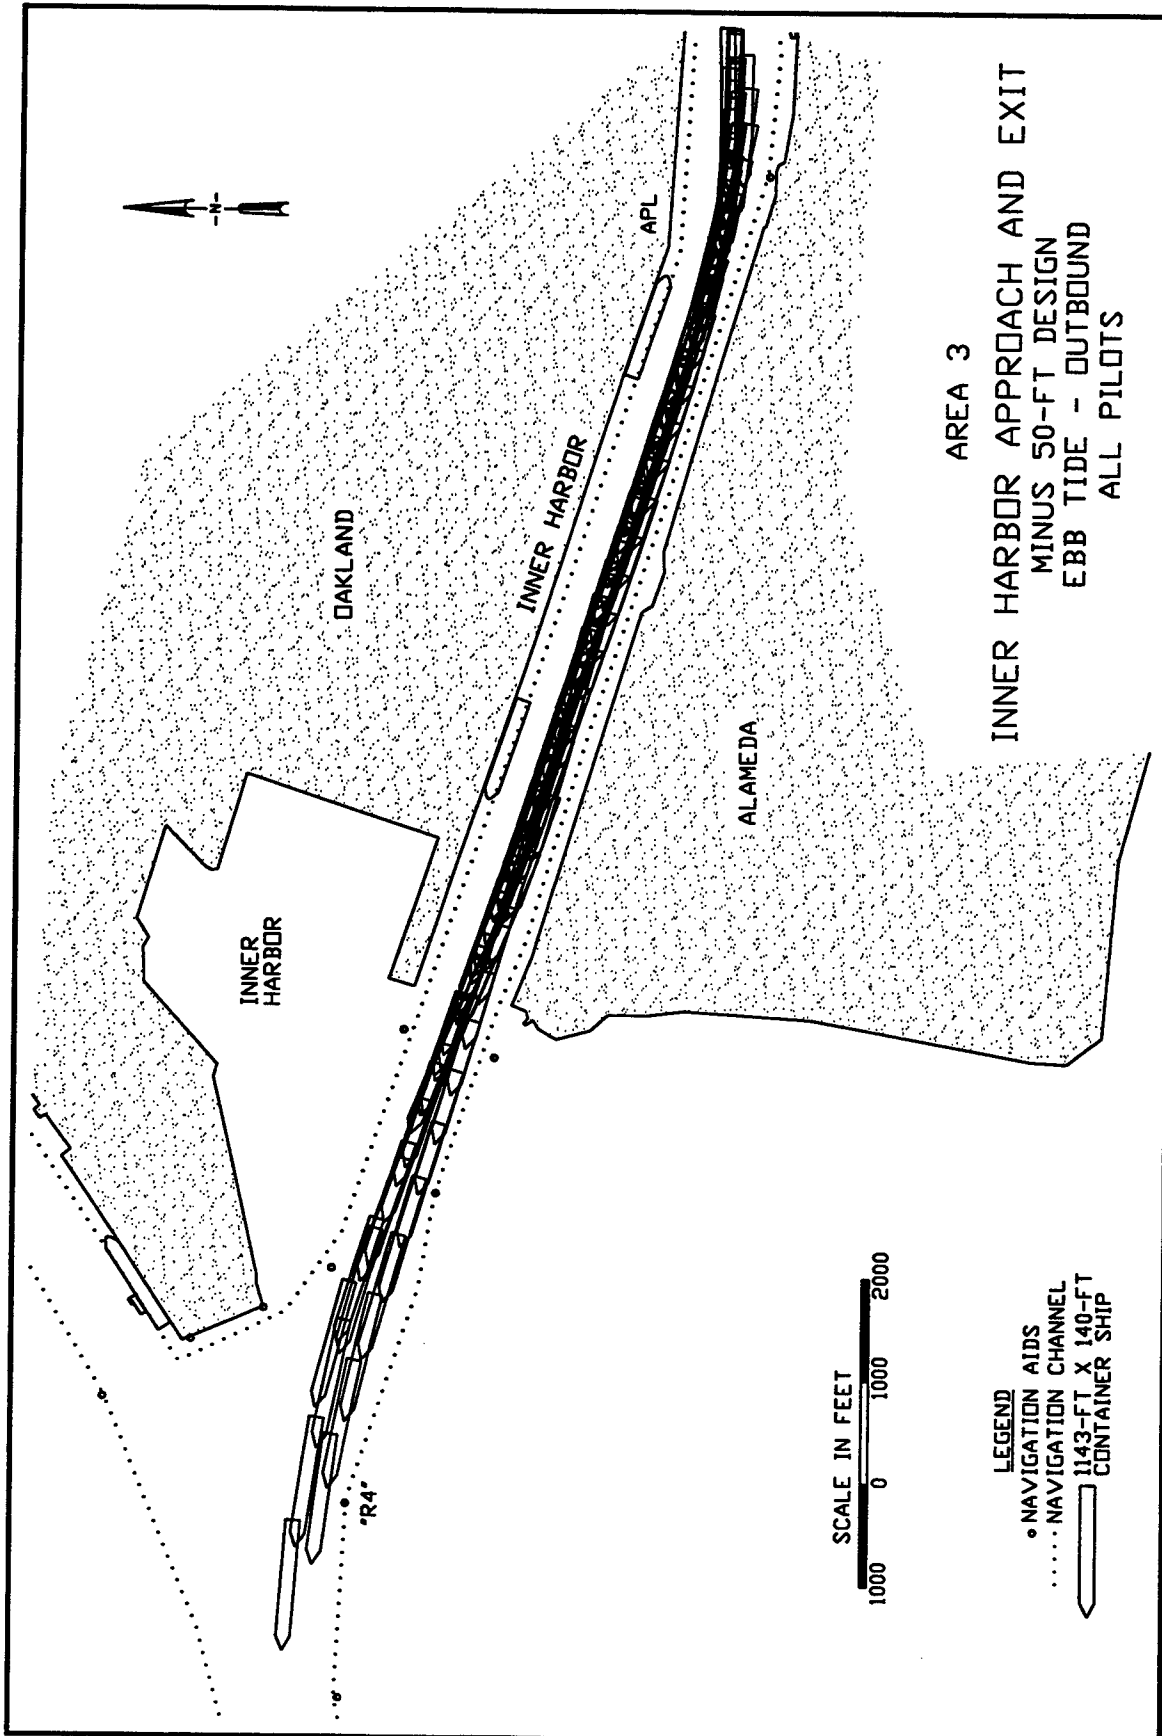 -N-
OAKLAND
APL
INNER HARBOR
INNER
HARBOR
ALAMEDA
"R4"
AREA 3
INNER HARBOR APPROACH AND EXIT
MINUS 50-FT DESIGN
EBB TIDE - OUTBOUND
ALL PILOTS
SCALE IN FEET
1000 0 1000 2000
LEGEND
NAVIGATION AIDS
NAVIGATION CHANNEL
1143-FT X 140-FT
CONTAINER SHIP